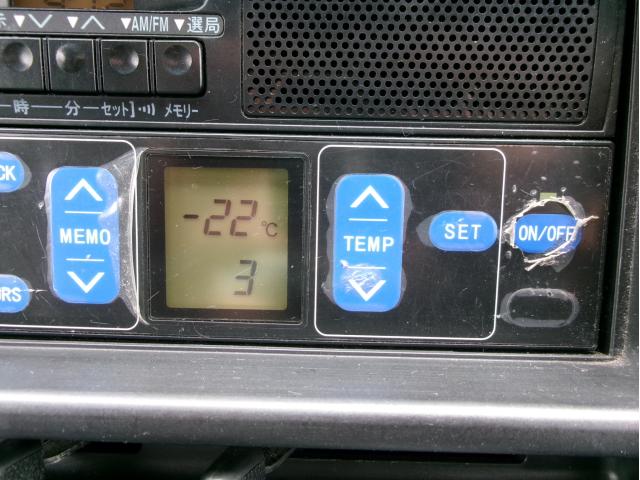 示 ▼∨ ▼∧ ▼AM/FM ▼選局
時 — 分 — セット] メモリー
CK
MEMO
-22℃
3
TEMP
SET
ON/OFF
RS